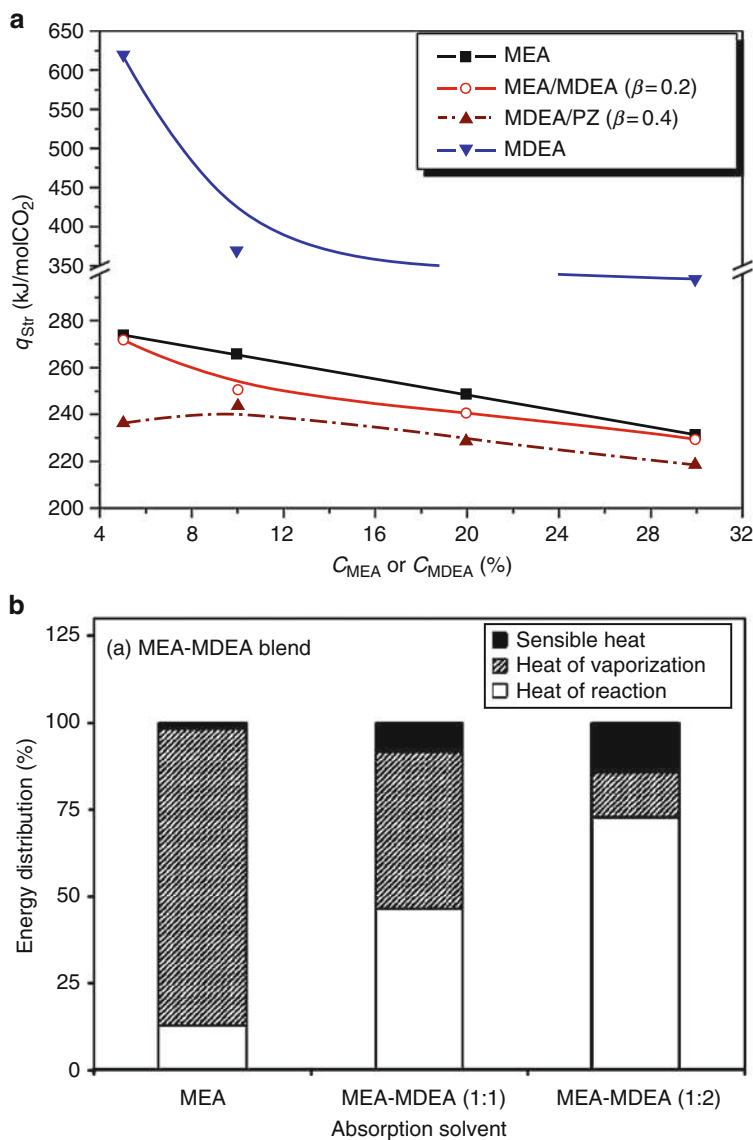 a
650
600
550
500
450
400
350
280
260
240
220
200
4 8 12 16 20 24 28 32
q_Str (kJ/molCO₂)
C_MEA or C_MDEA (%)
MEA
MEA/MDEA (β=0.2)
MDEA/PZ (β=0.4)
MDEA
b
125
100
75
50
25
0
Energy distribution (%)
(a) MEA-MDEA blend
Sensible heat
Heat of vaporization
Heat of reaction
MEA MEA-MDEA (1:1) MEA-MDEA (1:2)
Absorption solvent